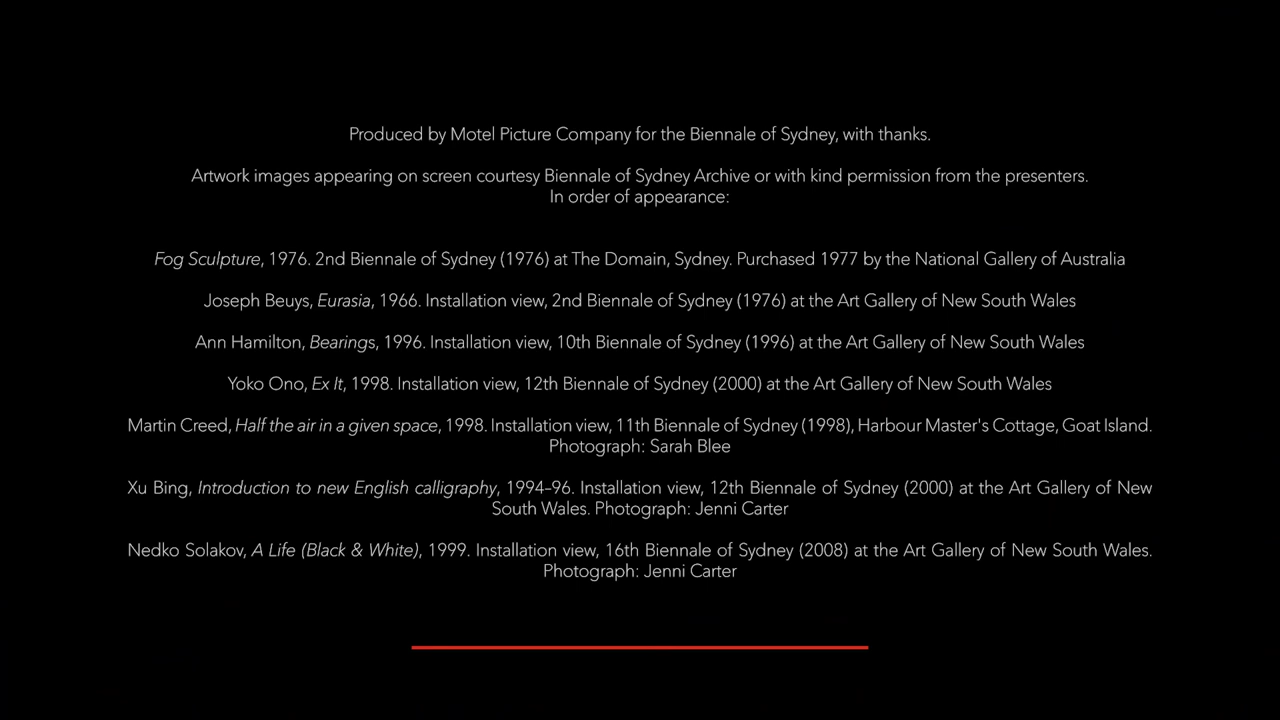 Produced by Motel Picture Company for the Biennale of Sydney, with thanks.
Artwork images appearing on screen courtesy Biennale of Sydney Archive or with kind permission from the presenters.
In order of appearance:
Fog Sculpture, 1976. 2nd Biennale of Sydney (1976) at The Domain, Sydney. Purchased 1977 by the National Gallery of Australia
Joseph Beuys, Eurasia, 1966. Installation view, 2nd Biennale of Sydney (1976) at the Art Gallery of New South Wales
Ann Hamilton, Bearings, 1996. Installation view, 10th Biennale of Sydney (1996) at the Art Gallery of New South Wales
Yoko Ono, Ex It, 1998. Installation view, 12th Biennale of Sydney (2000) at the Art Gallery of New South Wales
Martin Creed, Half the air in a given space, 1998. Installation view, 11th Biennale of Sydney (1998), Harbour Master's Cottage, Goat Island.
Photograph: Sarah Blee
Xu Bing, Introduction to new English calligraphy, 1994–96. Installation view, 12th Biennale of Sydney (2000) at the Art Gallery of New
South Wales. Photograph: Jenni Carter
Nedko Solakov, A Life (Black & White), 1999. Installation view, 16th Biennale of Sydney (2008) at the Art Gallery of New South Wales.
Photograph: Jenni Carter